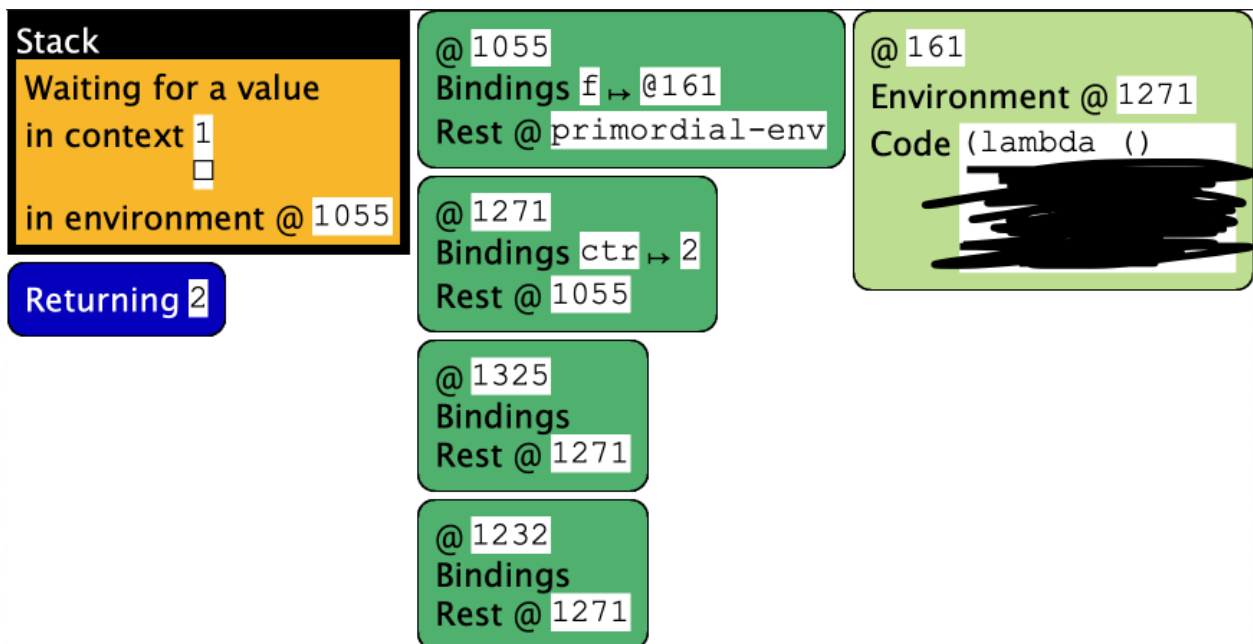 Stack
Waiting for a value
in context 1
□
in environment @ 1055
Returning 2
@ 1055
Bindings f ↦ @161
Rest @ primordial-env
@ 1271
Bindings ctr ↦ 2
Rest @ 1055
@ 1325
Bindings
Rest @ 1271
@ 1232
Bindings
Rest @ 1271
@ 161
Environment @ 1271
Code (lambda ()